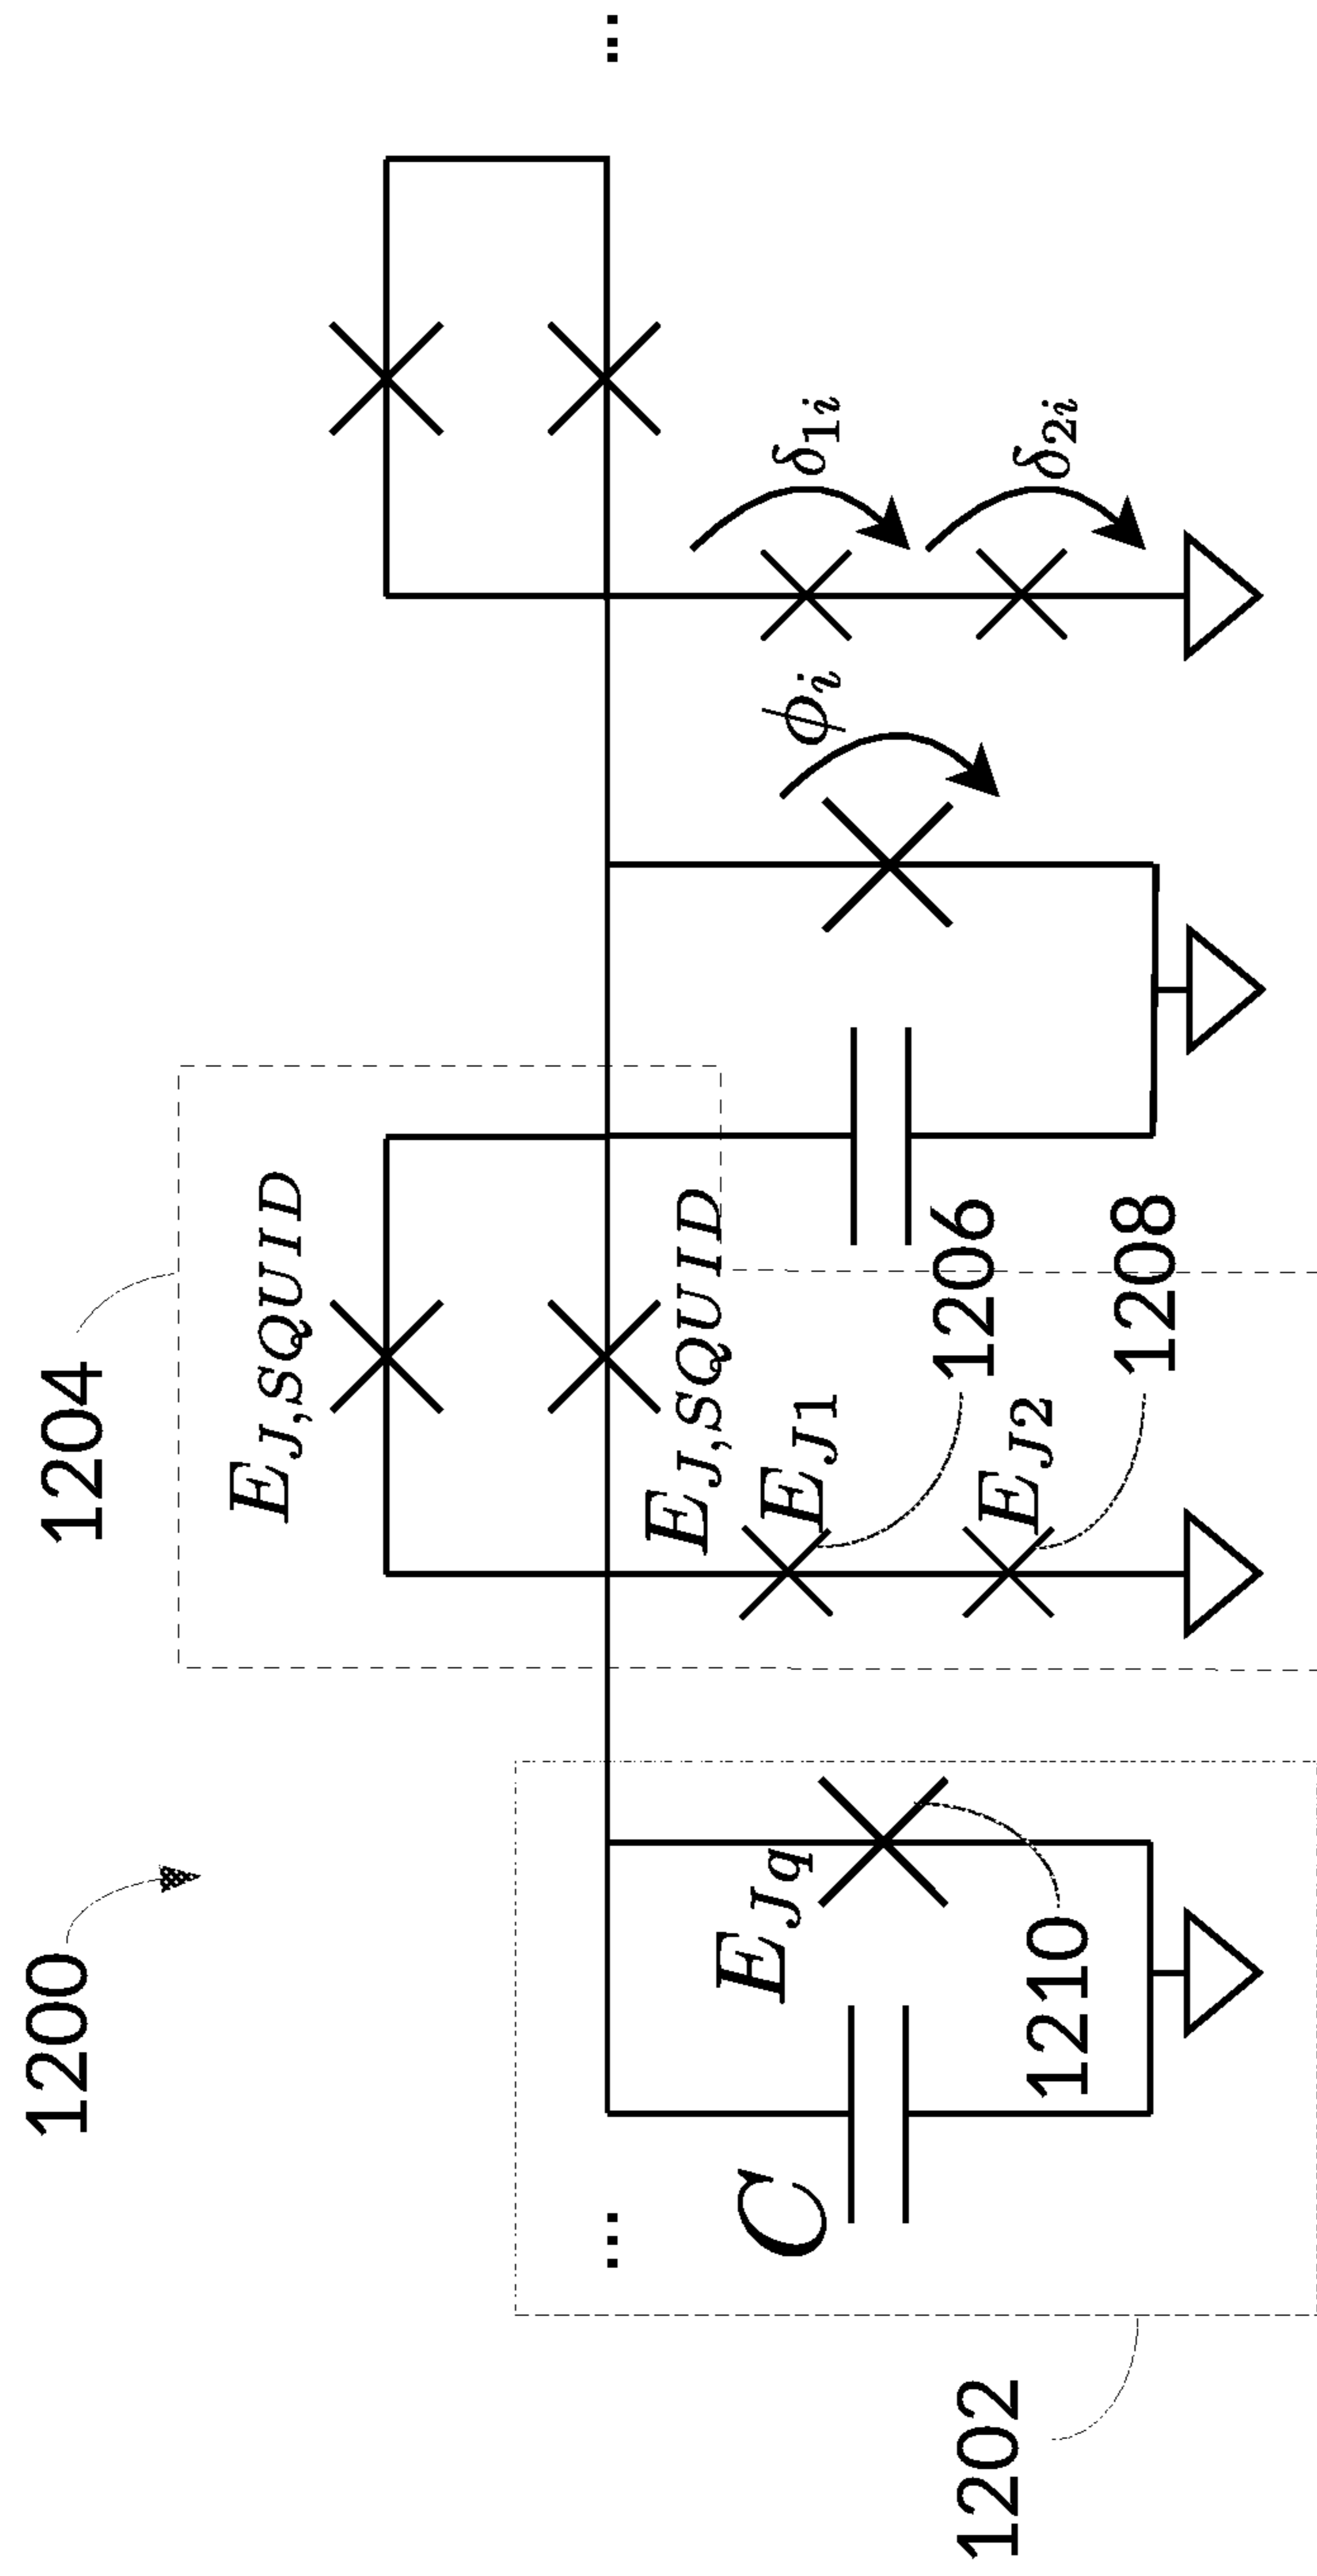 1200
1204
E_{J,SQUID}
...
...
E_{J,SQUID}
C
E_{Jq}
E_{J1}
ϕ_i
δ_{1i}
1202
1210
1206
E_{J2}
δ_{2i}
1208